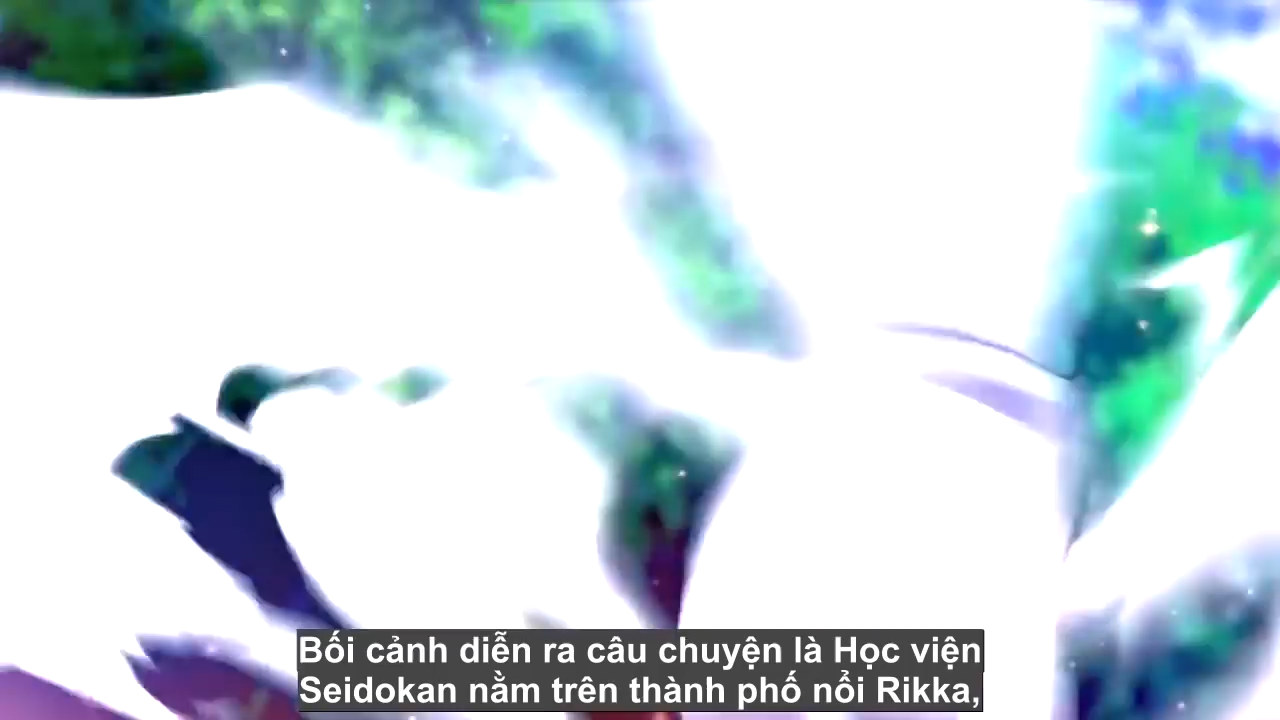 Bối cảnh diễn ra câu chuyện là Học viện
Seidokan nằm trên thành phố nổi Rikka,